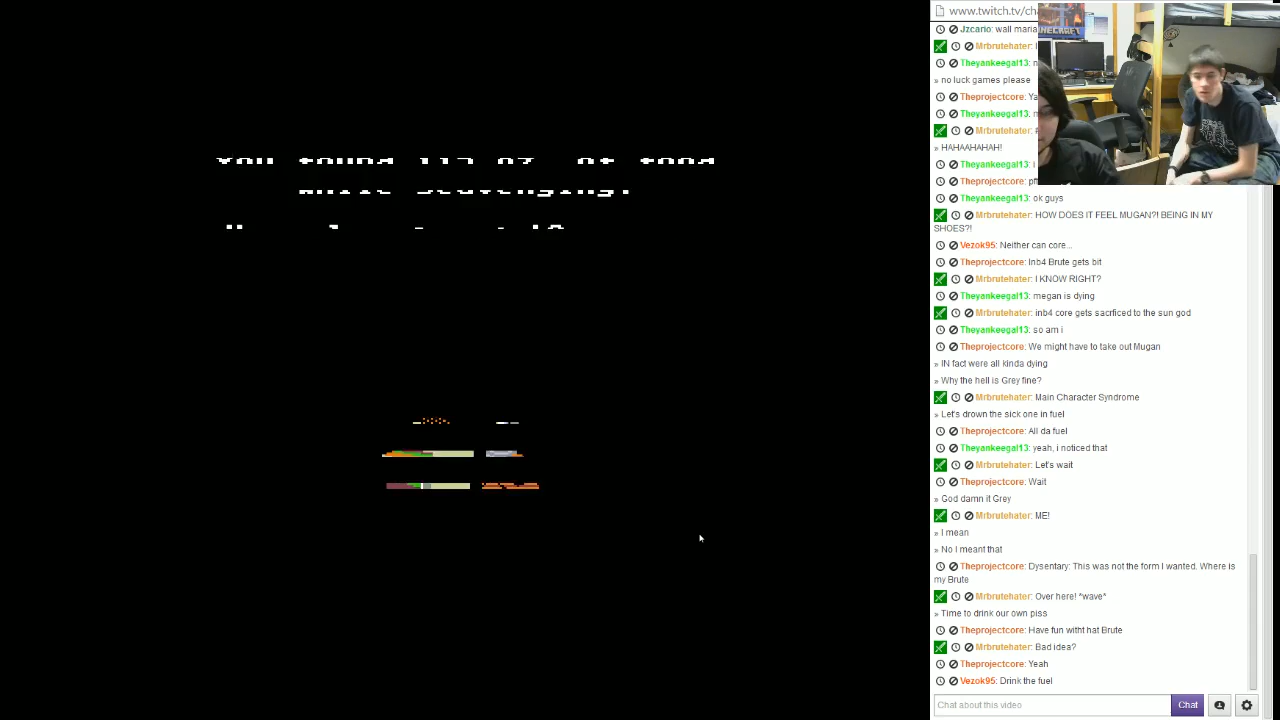 www.twitch.tv/ch
Jzcario: wall mari
Mrbrutehater:
Theyankeegal13:
» no luck games please
Theprojectcore: Ya
Theyankeegal13:
Mrbrutehater:
» HAHAAHAHAH!
Theyankeegal13: i
Theprojectcore:
Theyankeegal13: ok guys
Mrbrutehater: HOW DOES IT FEEL MUGAN?! BEING IN MY
SHOES?!
Vezok95: Neither can core...
Theprojectcore: Inb4 Brute gets bit
Mrbrutehater: I KNOW RIGHT?
Theyankeegal13: megan is dying
Mrbrutehater: inb4 core gets sacrficed to the sun god
Theyankeegal13: so am i
Theprojectcore: We might have to take out Mugan
» IN fact were all kinda dying
» Why the hell is Grey fine?
Mrbrutehater: Main Character Syndrome
» Let's drown the sick one in fuel
Theprojectcore: All da fuel
Theyankeegal13: yeah, i noticed that
Mrbrutehater: Let's wait
Theprojectcore: Wait
» God damn it Grey
Mrbrutehater: ME!
» I mean
» No I meant that
Theprojectcore: Dysentary: This was not the form I wanted. Where is
my Brute
Mrbrutehater: Over here! *wave*
» Time to drink our own piss
Theprojectcore: Have fun witht hat Brute
Mrbrutehater: Bad idea?
Theprojectcore: Yeah
Vezok95: Drink the fuel
Chat about this video
Chat